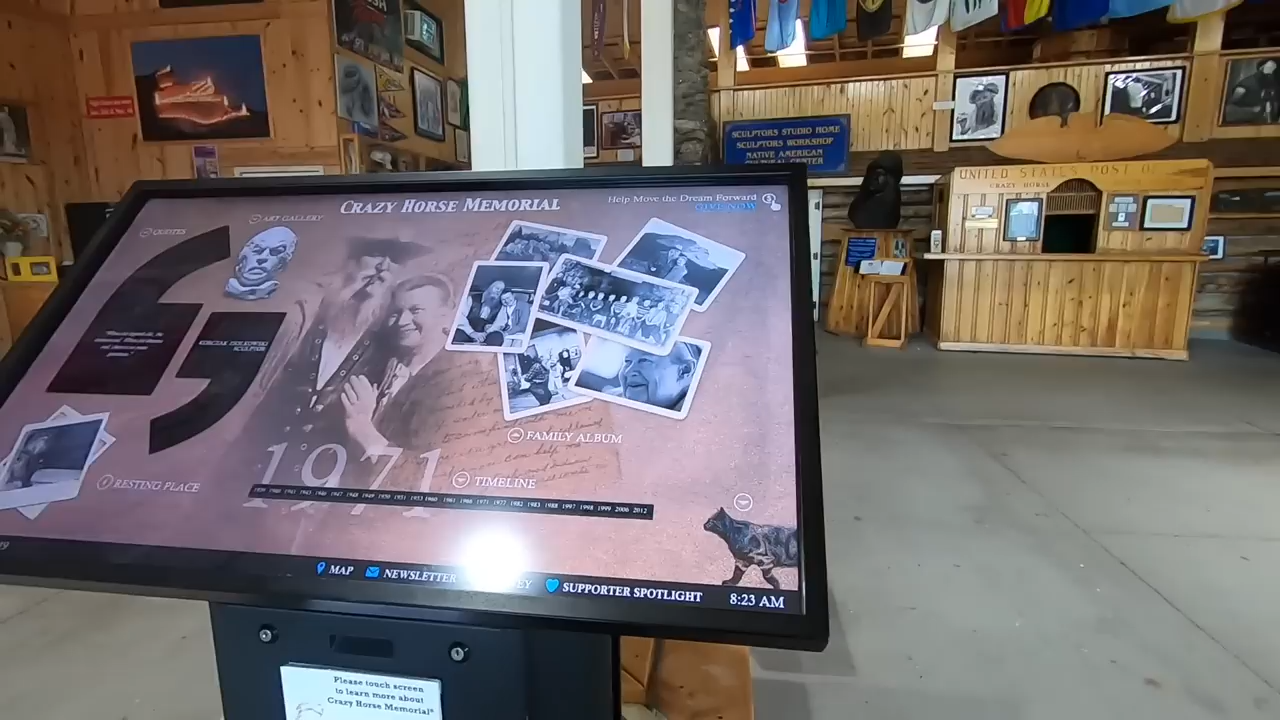 SCULPTORS STUDIO HOME
SCULPTORS WORKSHOP
NATIVE AMERICAN
CULTURAL CENTER
UNITED STATES POST
CRAZY HORSE
CRAZY HORSE MEMORIAL
Help Move the Dream Forward
GIVE NOW
ART GALLERY
QUOTES
KORCZAK ZIOLKOWSKI
SCULPTOR
FAMILY ALBUM
1971
TIMELINE
RESTING PLACE
MAP
NEWSLETTER
SUPPORTER SPOTLIGHT
8:23 AM
Please touch screen
to learn more about
Crazy Horse Memorial®